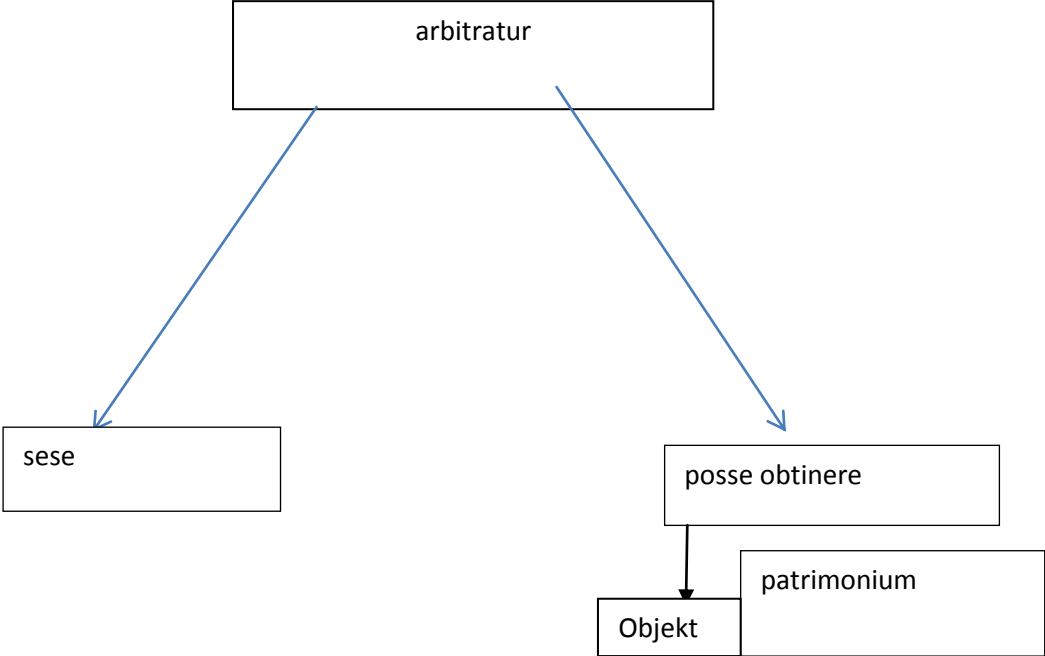 arbitratur
sese
posse obtinere
patrimonium
Objekt